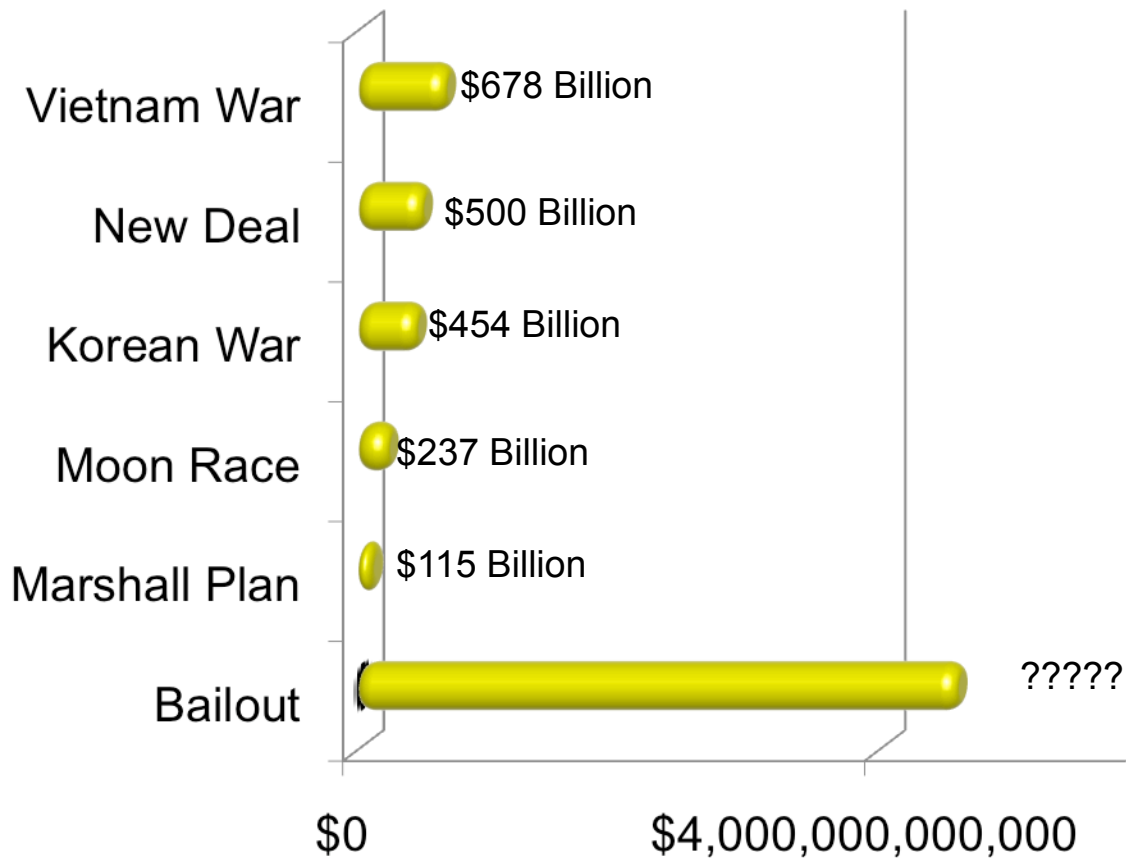 Vietnam War $678 Billion
New Deal $500 Billion
Korean War $454 Billion
Moon Race $237 Billion
Marshall Plan $115 Billion
Bailout ?????
$0 $4,000,000,000,000